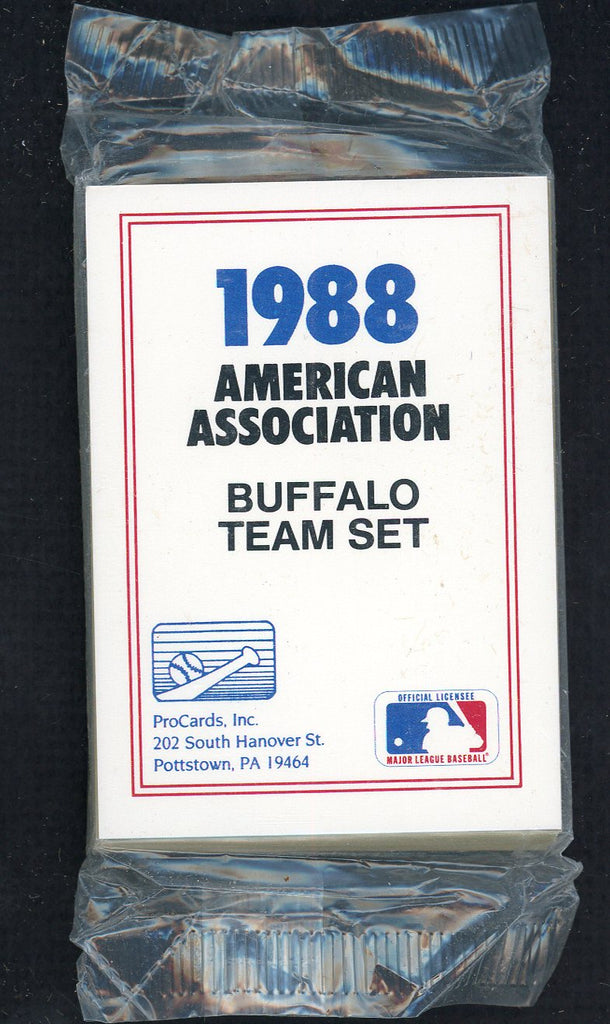 1988
AMERICAN
ASSOCIATION
BUFFALO
TEAM SET
ProCards, Inc.
202 South Hanover St.
Pottstown, PA 19464
OFFICIAL LICENSEE
MAJOR LEAGUE BASEBALL®